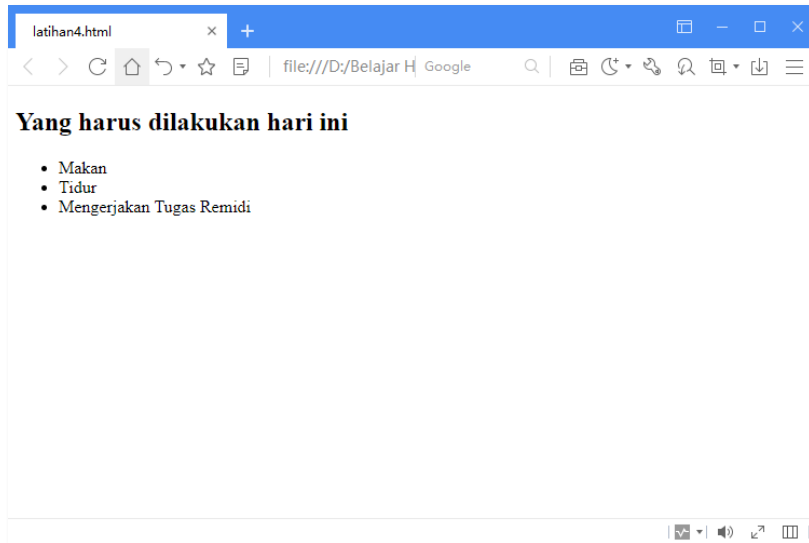 latihan4.html
file:///D:/Belajar H Google
Yang harus dilakukan hari ini
Makan
Tidur
Mengerjakan Tugas Remidi